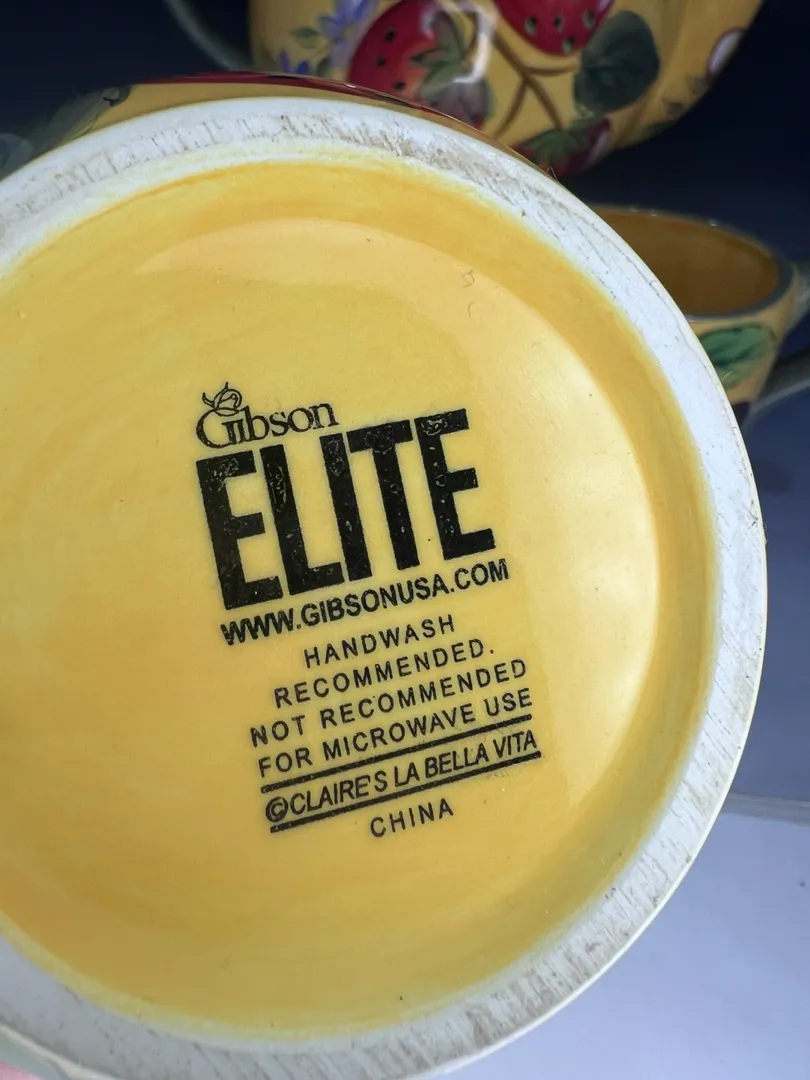 Gibson
ELITE
WWW.GIBSONUSA.COM
HANDWASH
RECOMMENDED.
NOT RECOMMENDED
FOR MICROWAVE USE
©CLAIRE'S LA BELLA VITA
CHINA